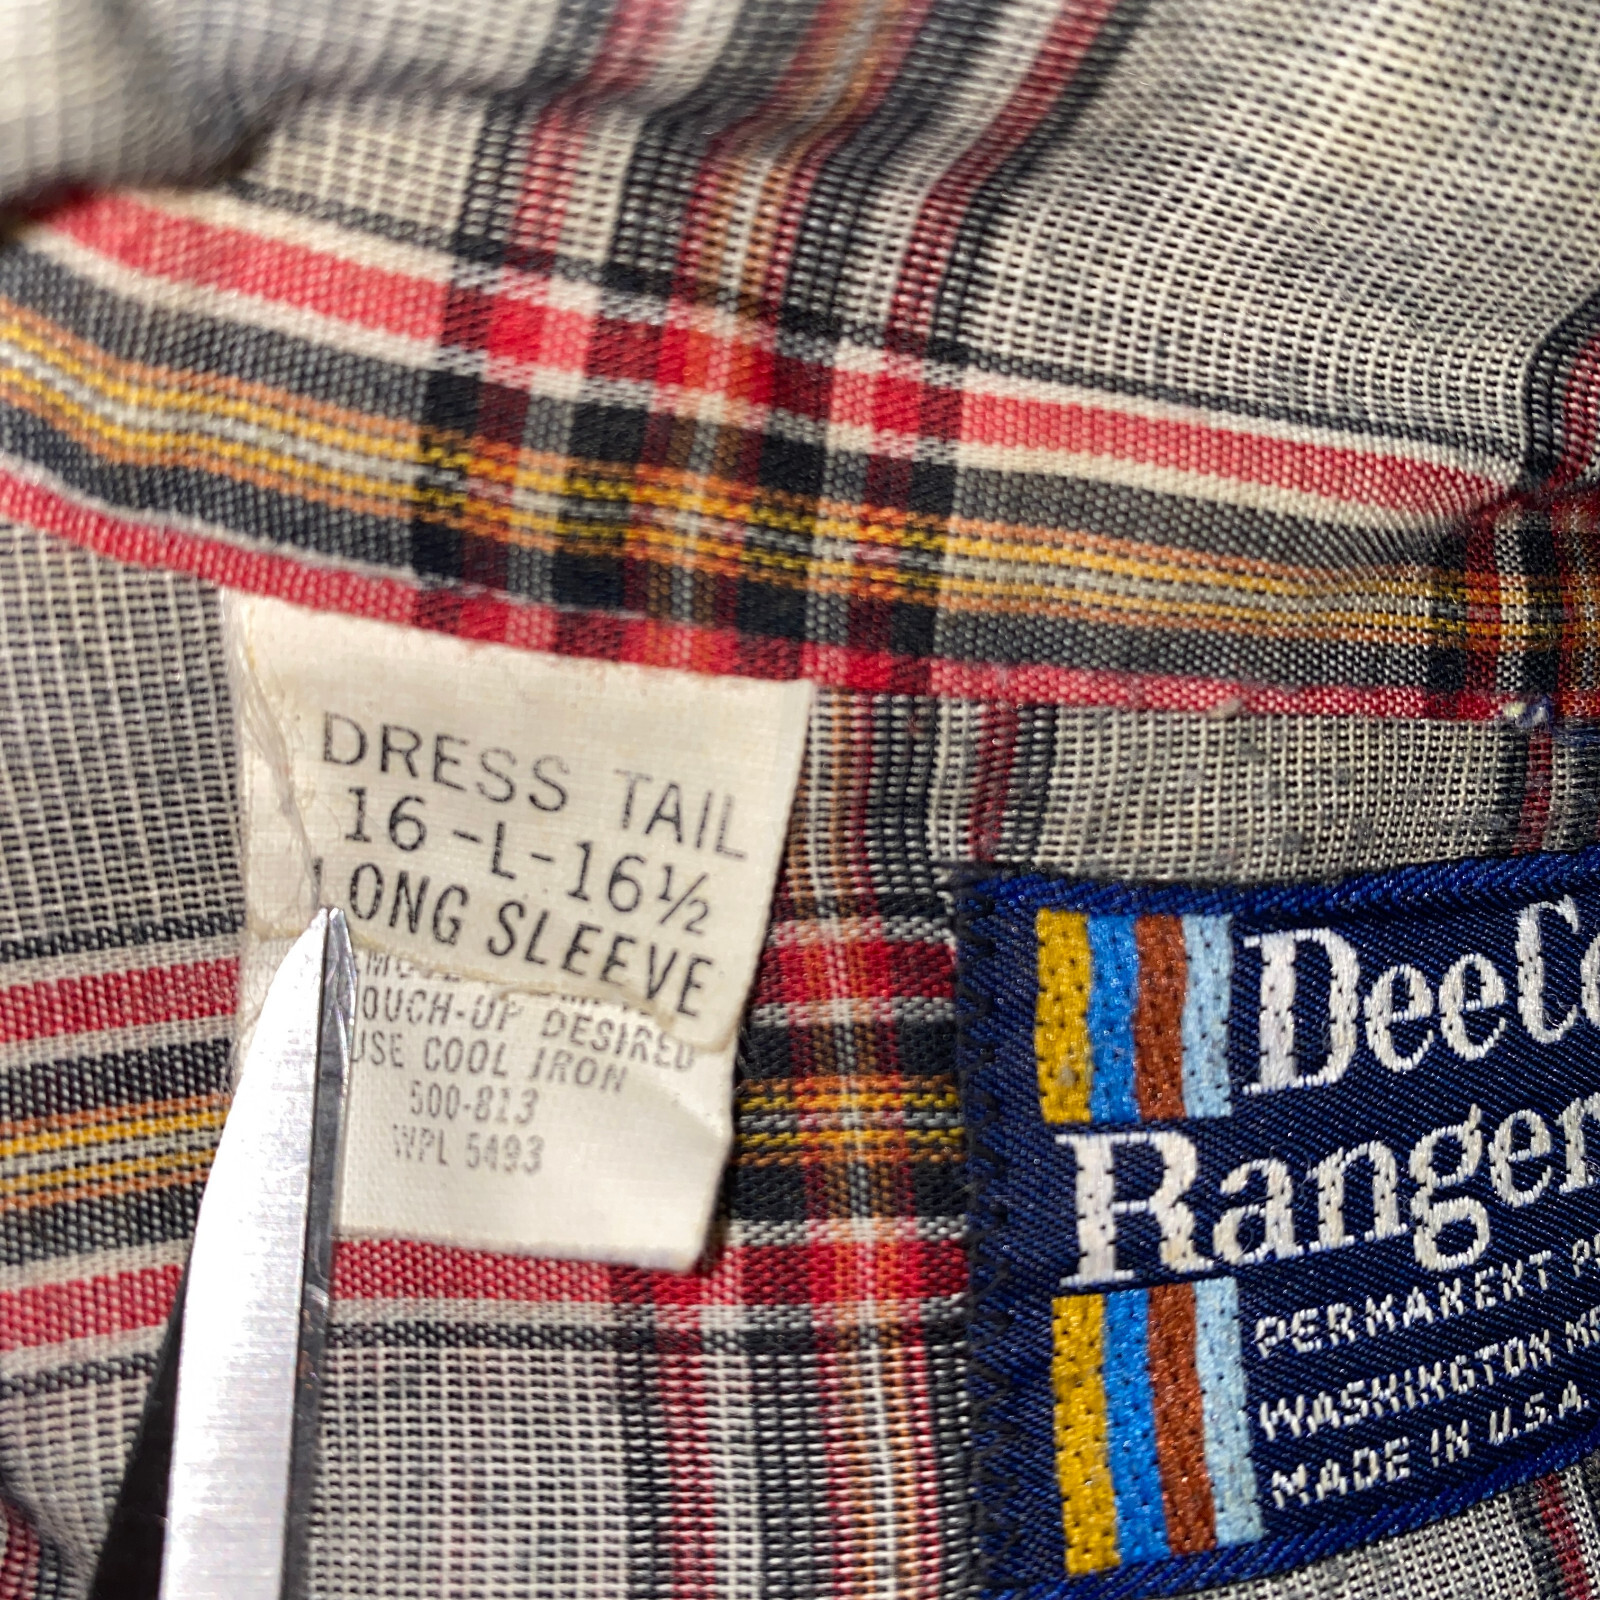 DRESS TAIL
16-L-16½
LONG SLEEVE
TOUCH-UP DESIRED
USE COOL IRON
500-813
WPL 5493
DeeC
Ranger
PERMANENT
WASHINGTON
MADE IN U.S.A.